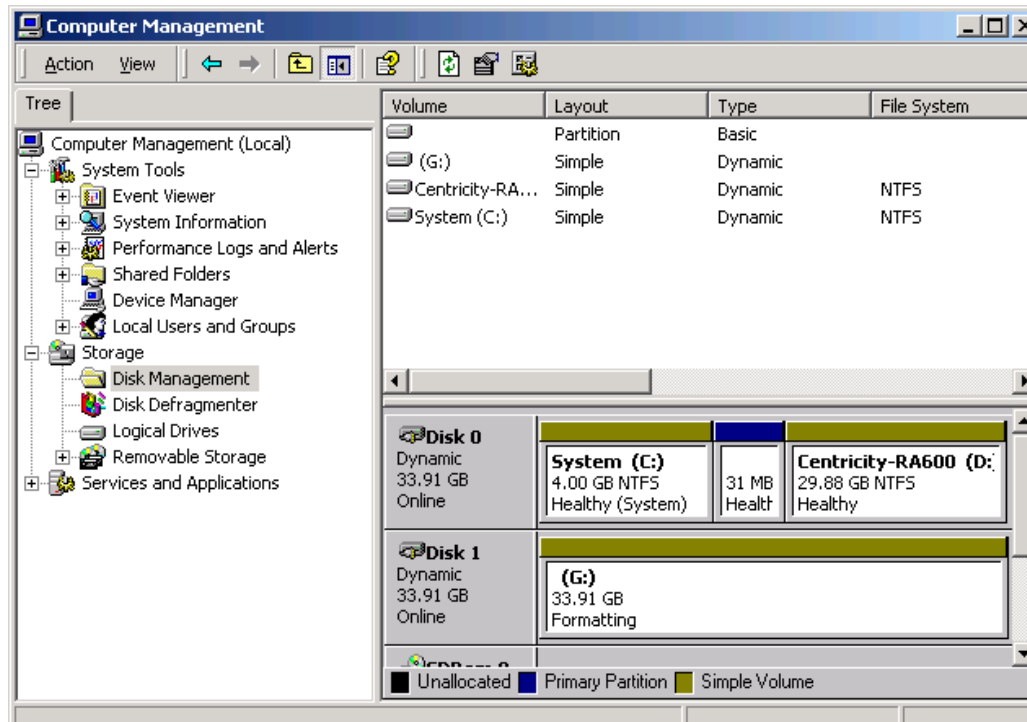 Computer Management
Action View
Tree
Computer Management (Local)
System Tools
Event Viewer
System Information
Performance Logs and Alerts
Shared Folders
Device Manager
Local Users and Groups
Storage
Disk Management
Disk Defragmenter
Logical Drives
Removable Storage
Services and Applications
Volume Layout Type File System
Partition Basic
(G:) Simple Dynamic
Centricity-RA... Simple Dynamic NTFS
System (C:) Simple Dynamic NTFS
Disk 0
Dynamic
33.91 GB
Online
System (C:)
4.00 GB NTFS
Healthy (System)
31 MB
Healt
Centricity-RA600 (D:
29.88 GB NTFS
Healthy
Disk 1
Dynamic
33.91 GB
Online
(G:)
33.91 GB
Formatting
Unallocated Primary Partition Simple Volume